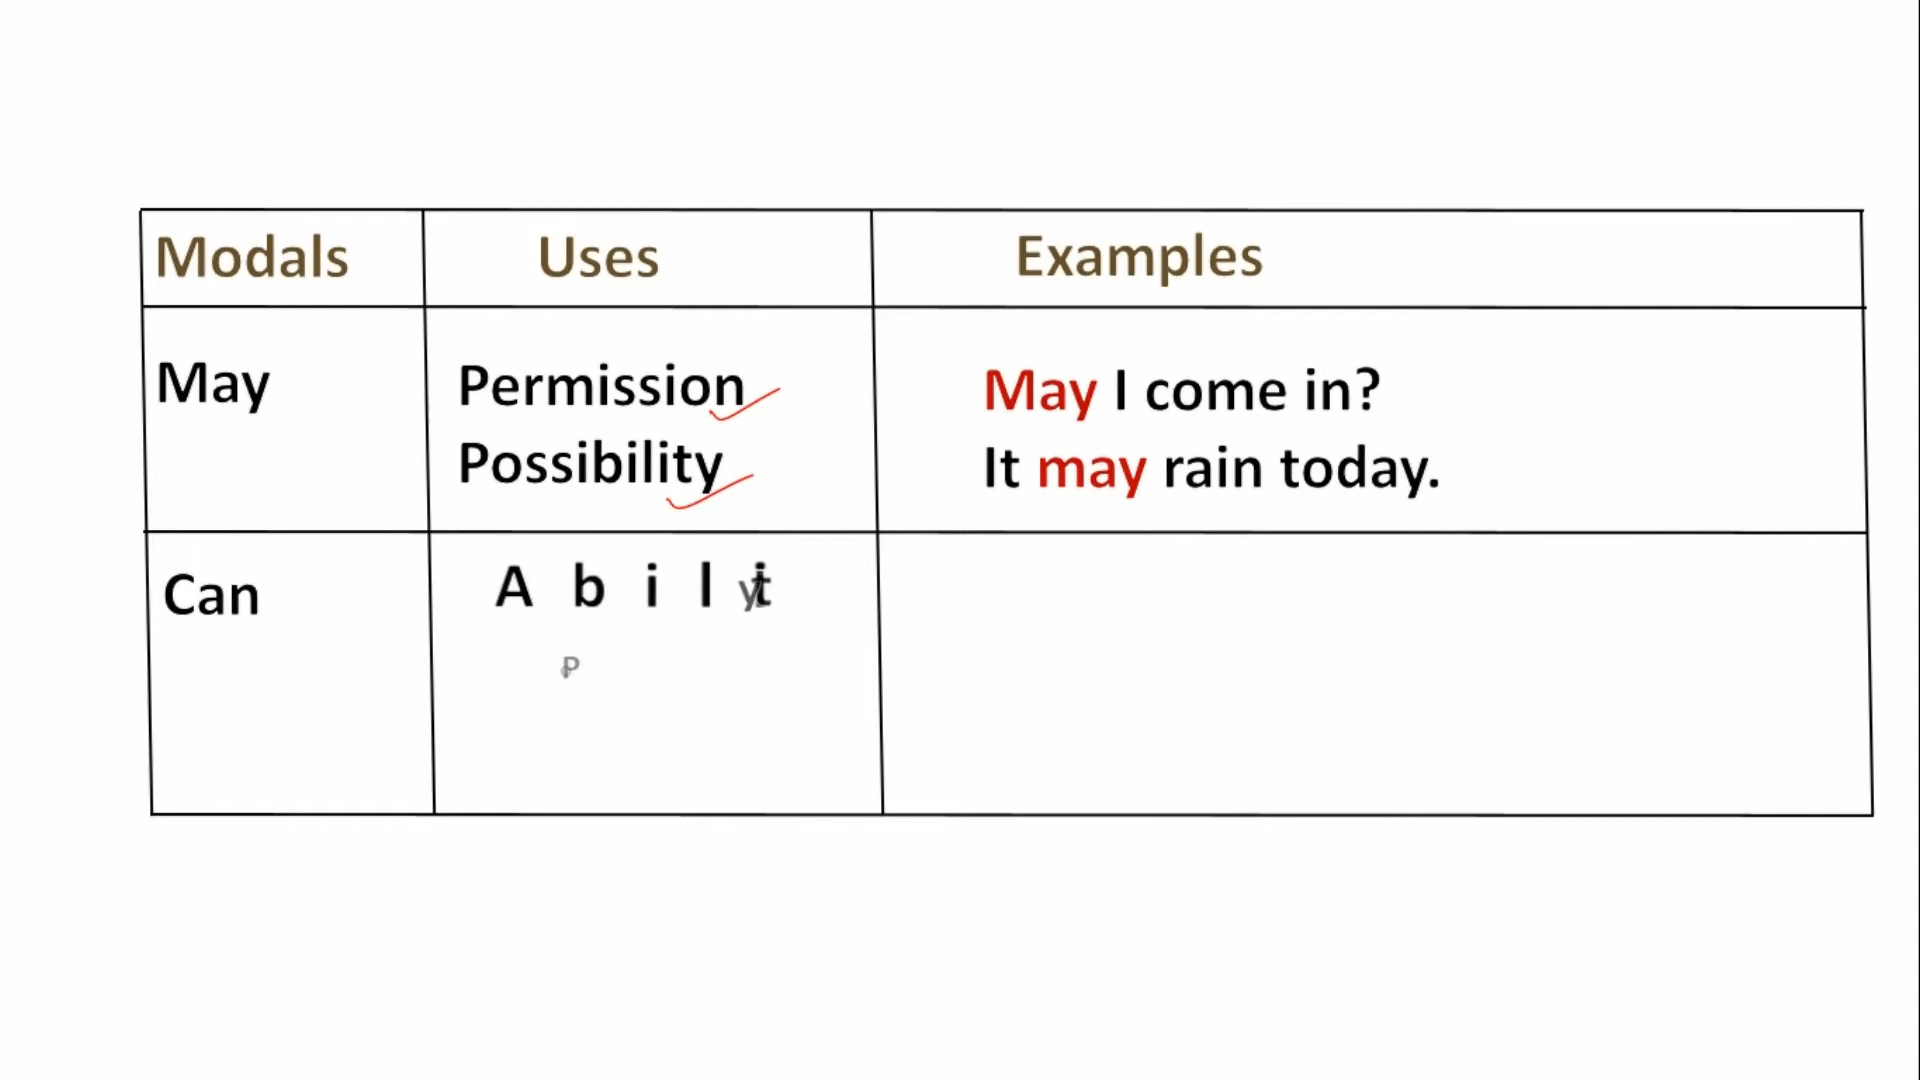 Modals Uses Examples
May Permission May I come in?
Possibility It may rain today.
Can